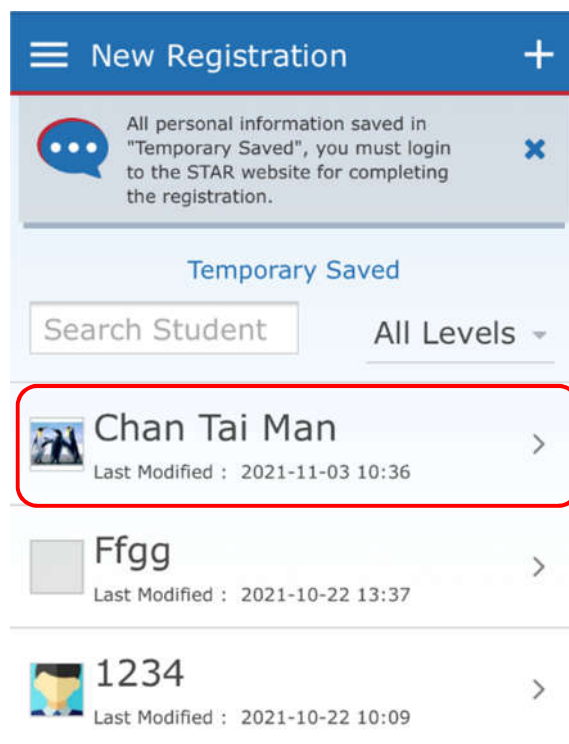 New Registration
All personal information saved in
"Temporary Saved", you must login
to the STAR website for completing
the registration.
Temporary Saved
Search Student
All Levels
Chan Tai Man
Last Modified : 2021-11-03 10:36
Ffgg
Last Modified : 2021-10-22 13:37
1234
Last Modified : 2021-10-22 10:09